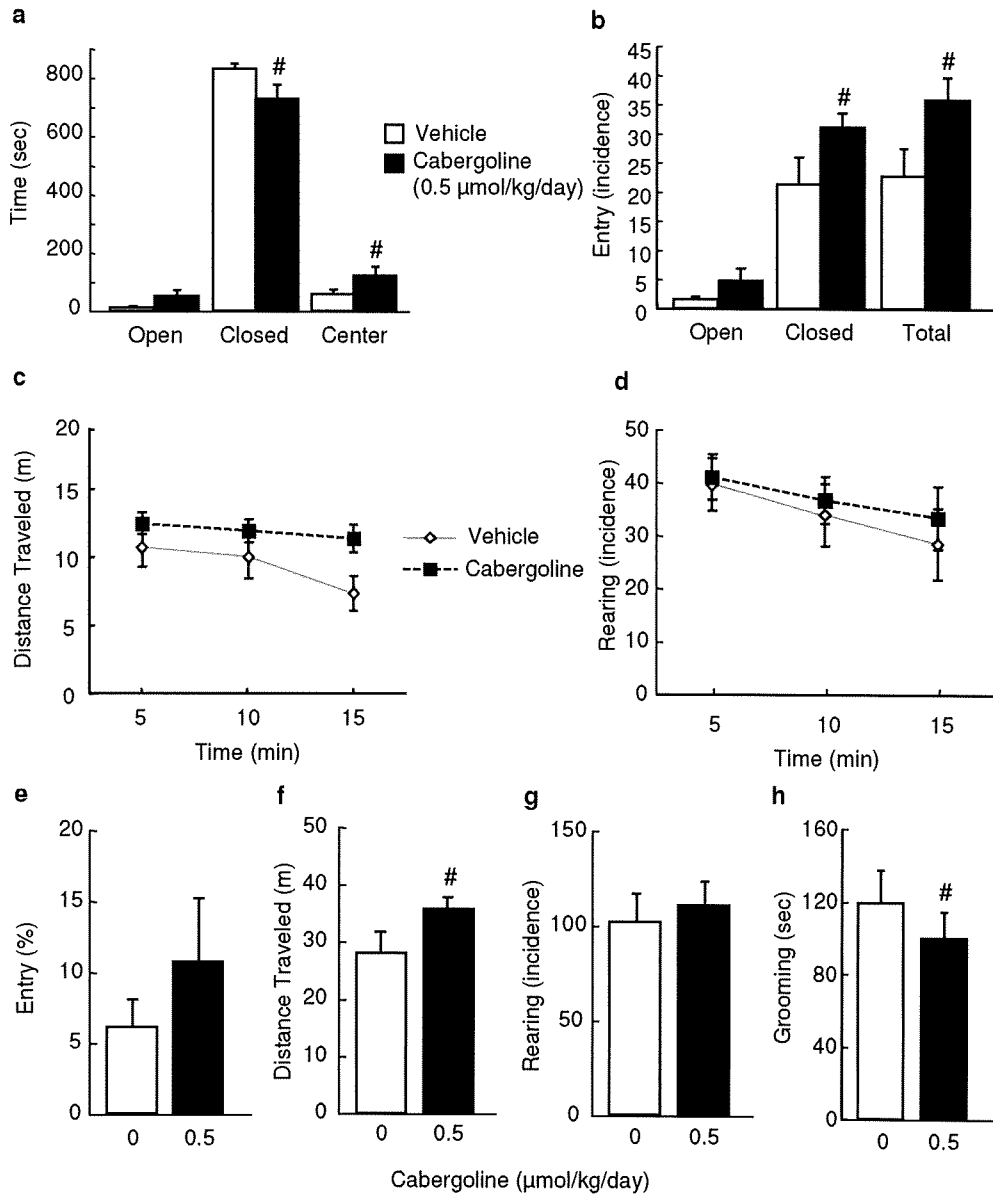 a
Time (sec)
800
600
400
200
0
#
#
Open Closed Center
Vehicle
Cabergoline
(0.5 µmol/kg/day)
b
Entry (incidence)
45
40
35
30
25
20
15
10
5
0
#
#
Open Closed Total
c
Distance Traveled (m)
20
15
10
5
0
5 10 15
Time (min)
Vehicle
Cabergoline
d
Rearing (incidence)
50
40
30
20
10
0
5 10 15
Time (min)
e
Entry (%)
20
15
10
5
0
0 0.5
f
Distance Traveled (m)
50
40
30
20
10
0
#
0 0.5
g
Rearing (incidence)
150
100
50
0
0 0.5
h
Grooming (sec)
160
120
80
40
0
#
0 0.5
Cabergoline (µmol/kg/day)